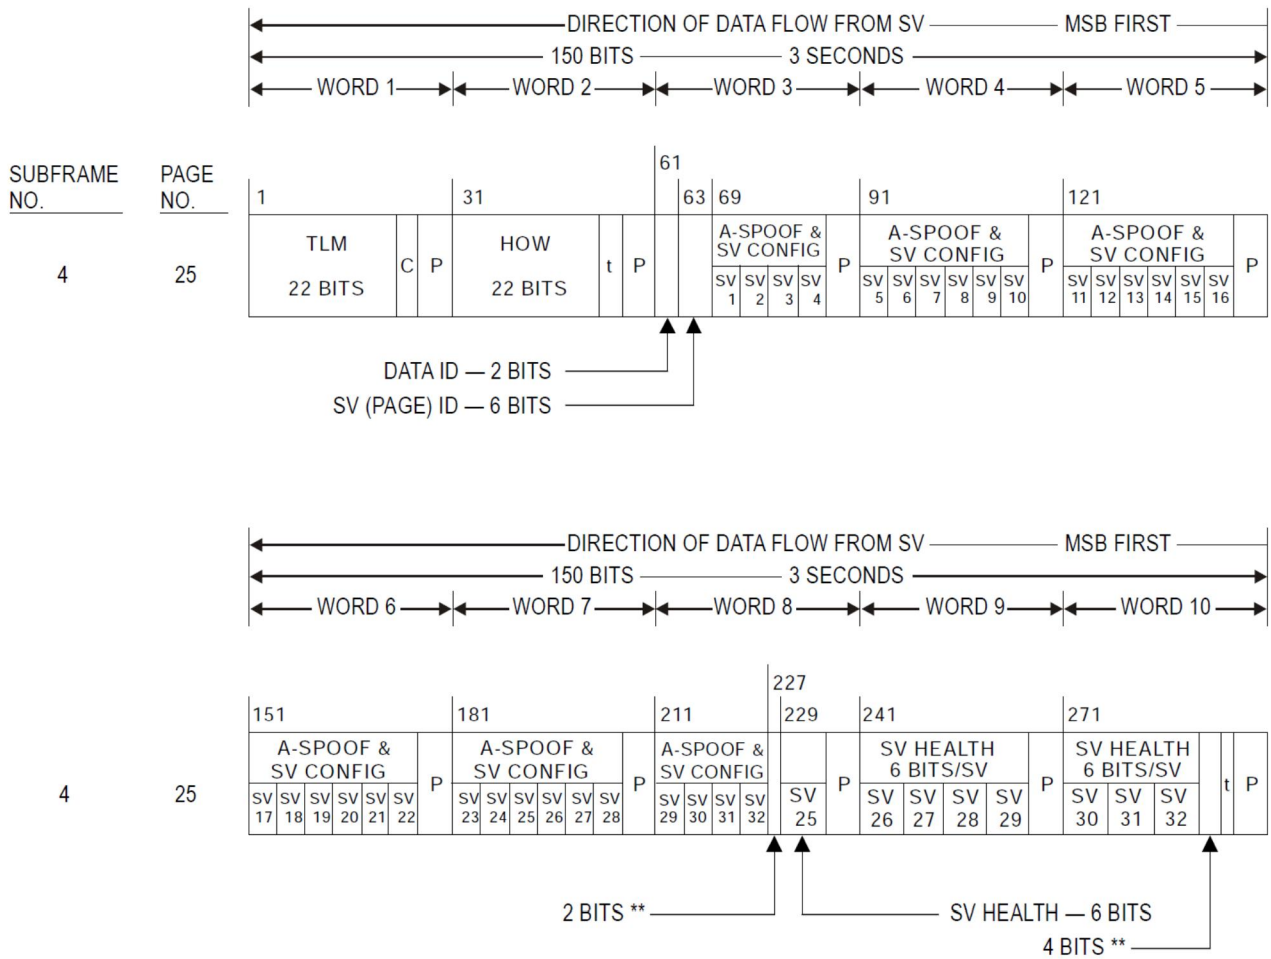 DIRECTION OF DATA FLOW FROM SV MSB FIRST
150 BITS 3 SECONDS
WORD 1 WORD 2 WORD 3 WORD 4 WORD 5
SUBFRAME NO. PAGE NO.
61
1 31 63 69 91 121
4 25
TLM 22 BITS C P
HOW 22 BITS t P
A-SPOOF & SV CONFIG P
SV 1 SV 2 SV 3 SV 4
A-SPOOF & SV CONFIG P
SV 5 SV 6 SV 7 SV 8 SV 9 SV 10
A-SPOOF & SV CONFIG P
SV 11 SV 12 SV 13 SV 14 SV 15 SV 16
DATA ID — 2 BITS
SV (PAGE) ID — 6 BITS
DIRECTION OF DATA FLOW FROM SV MSB FIRST
150 BITS 3 SECONDS
WORD 6 WORD 7 WORD 8 WORD 9 WORD 10
227
151 181 211 229 241 271
4 25
A-SPOOF & SV CONFIG P
SV 17 SV 18 SV 19 SV 20 SV 21 SV 22
A-SPOOF & SV CONFIG P
SV 23 SV 24 SV 25 SV 26 SV 27 SV 28
A-SPOOF & SV CONFIG
SV 29 SV 30 SV 31 SV 32
SV 25 P
SV HEALTH 6 BITS/SV P
SV 26 SV 27 SV 28 SV 29
SV HEALTH 6 BITS/SV t P
SV 30 SV 31 SV 32
2 BITS ** SV HEALTH — 6 BITS
4 BITS **